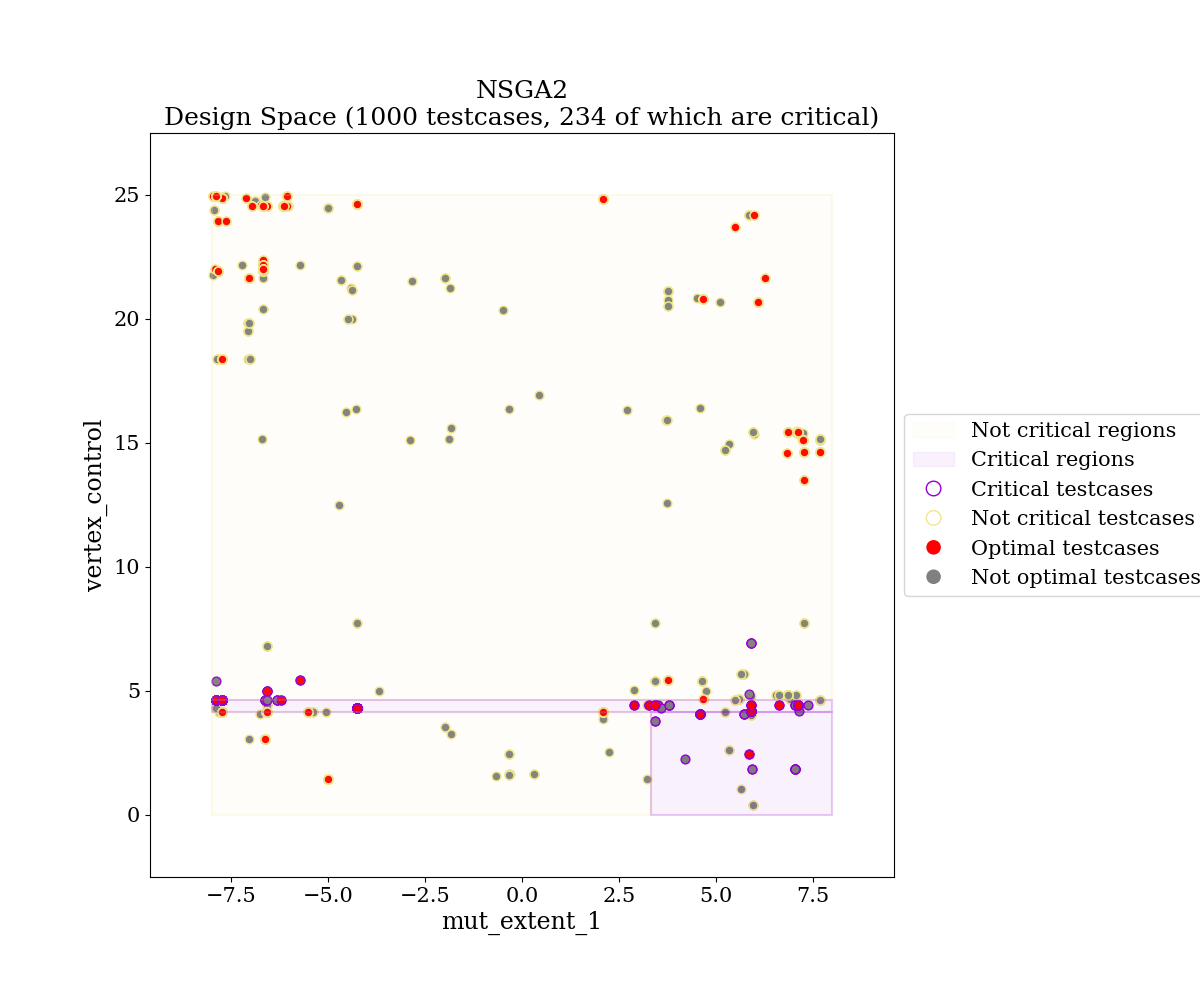 NSGA2
Design Space (1000 testcases, 234 of which are critical)
25
20
15
10
5
0
vertex_control
−7.5
−5.0
−2.5
0.0
2.5
5.0
7.5
mut_extent_1
Not critical regions
Critical regions
Critical testcases
Not critical testcases
Optimal testcases
Not optimal testcases